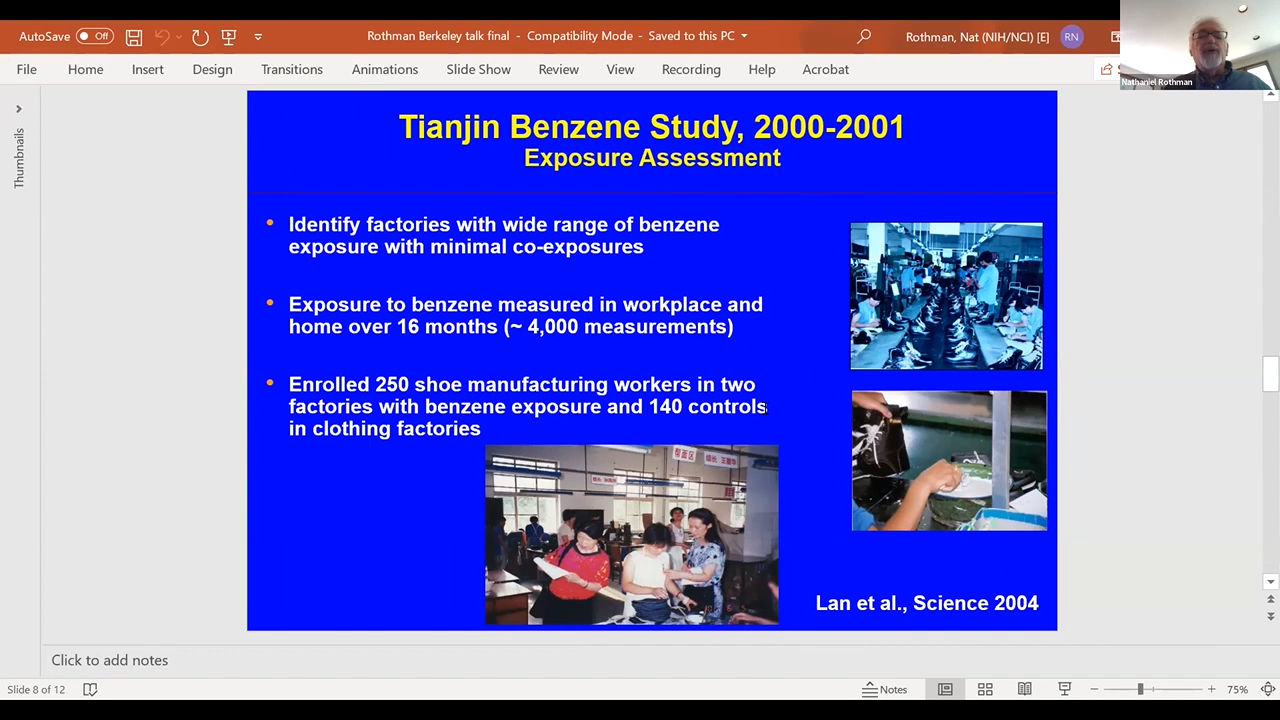 AutoSave
Off
Rothman Berkeley talk final - Compatibility Mode - Saved to this PC
Rothman, Nat (NIH/NCI) [E]
RN
Nathaniel Rothman
File Home Insert Design Transitions Animations Slide Show Review View Recording Help Acrobat
Thumbnails
Tianjin Benzene Study, 2000-2001
Exposure Assessment
• Identify factories with wide range of benzene
exposure with minimal co-exposures
• Exposure to benzene measured in workplace and
home over 16 months (~ 4,000 measurements)
• Enrolled 250 shoe manufacturing workers in two
factories with benzene exposure and 140 controls
in clothing factories
帮面区
Lan et al., Science 2004
Click to add notes
Slide 8 of 12
Notes
75%